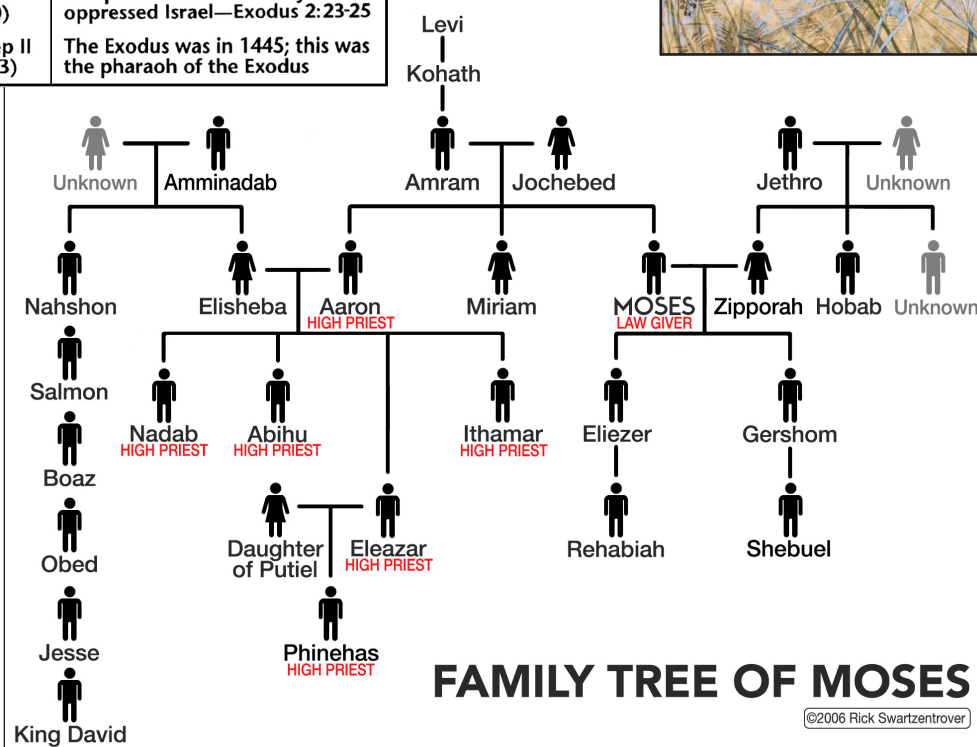 oppressed Israel—Exodus 2:23-25
The Exodus was in 1445; this was
the pharaoh of the Exodus
Levi
Kohath
Unknown
Amminadab
Amram
Jochebed
Jethro
Unknown
Nahshon
Elisheba
Aaron
HIGH PRIEST
Miriam
MOSES
LAW GIVER
Zipporah
Hobab
Unknown
Salmon
Nadab
HIGH PRIEST
Abihu
HIGH PRIEST
Ithamar
HIGH PRIEST
Eliezer
Gershom
Boaz
Obed
Daughter
of Putiel
Eleazar
HIGH PRIEST
Rehabiah
Shebuel
Jesse
Phinehas
HIGH PRIEST
King David
FAMILY TREE OF MOSES
©2006 Rick Swartzentrover